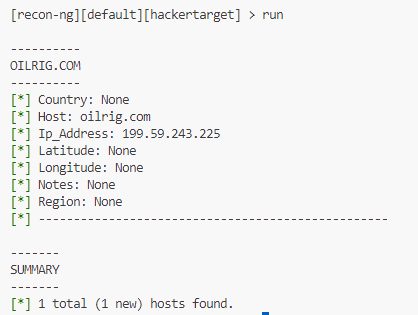 [recon-ng][default][hackertarget] > run
----------
OILRIG.COM
----------
[*] Country: None
[*] Host: oilrig.com
[*] Ip_Address: 199.59.243.225
[*] Latitude: None
[*] Longitude: None
[*] Notes: None
[*] Region: None
[*] --------------------------------------------------
-------
SUMMARY
-------
[*] 1 total (1 new) hosts found.